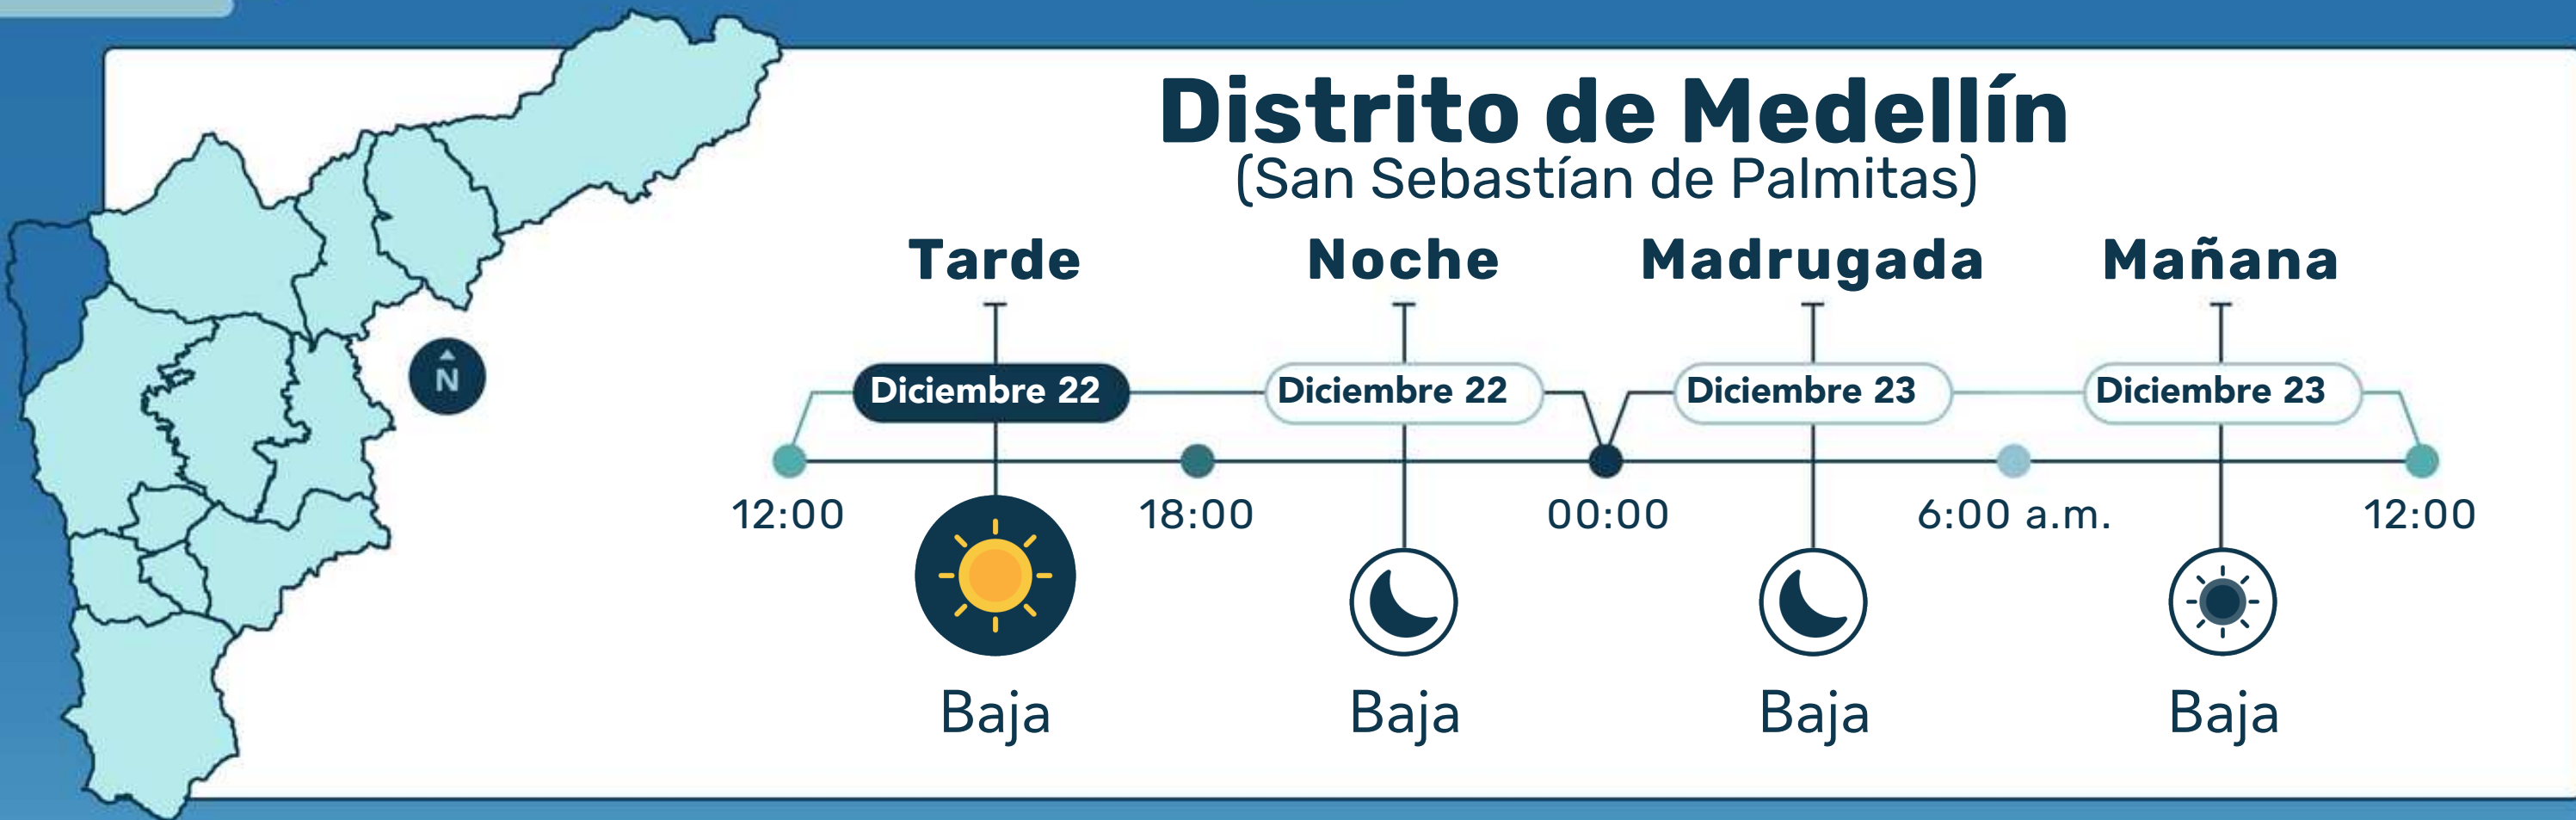 Distrito de Medellín
(San Sebastían de Palmitas)
Tarde Noche Madrugada Mañana
Diciembre 22 Diciembre 22 Diciembre 23 Diciembre 23
N
12:00 18:00 00:00 6:00 a.m. 12:00
Baja Baja Baja Baja